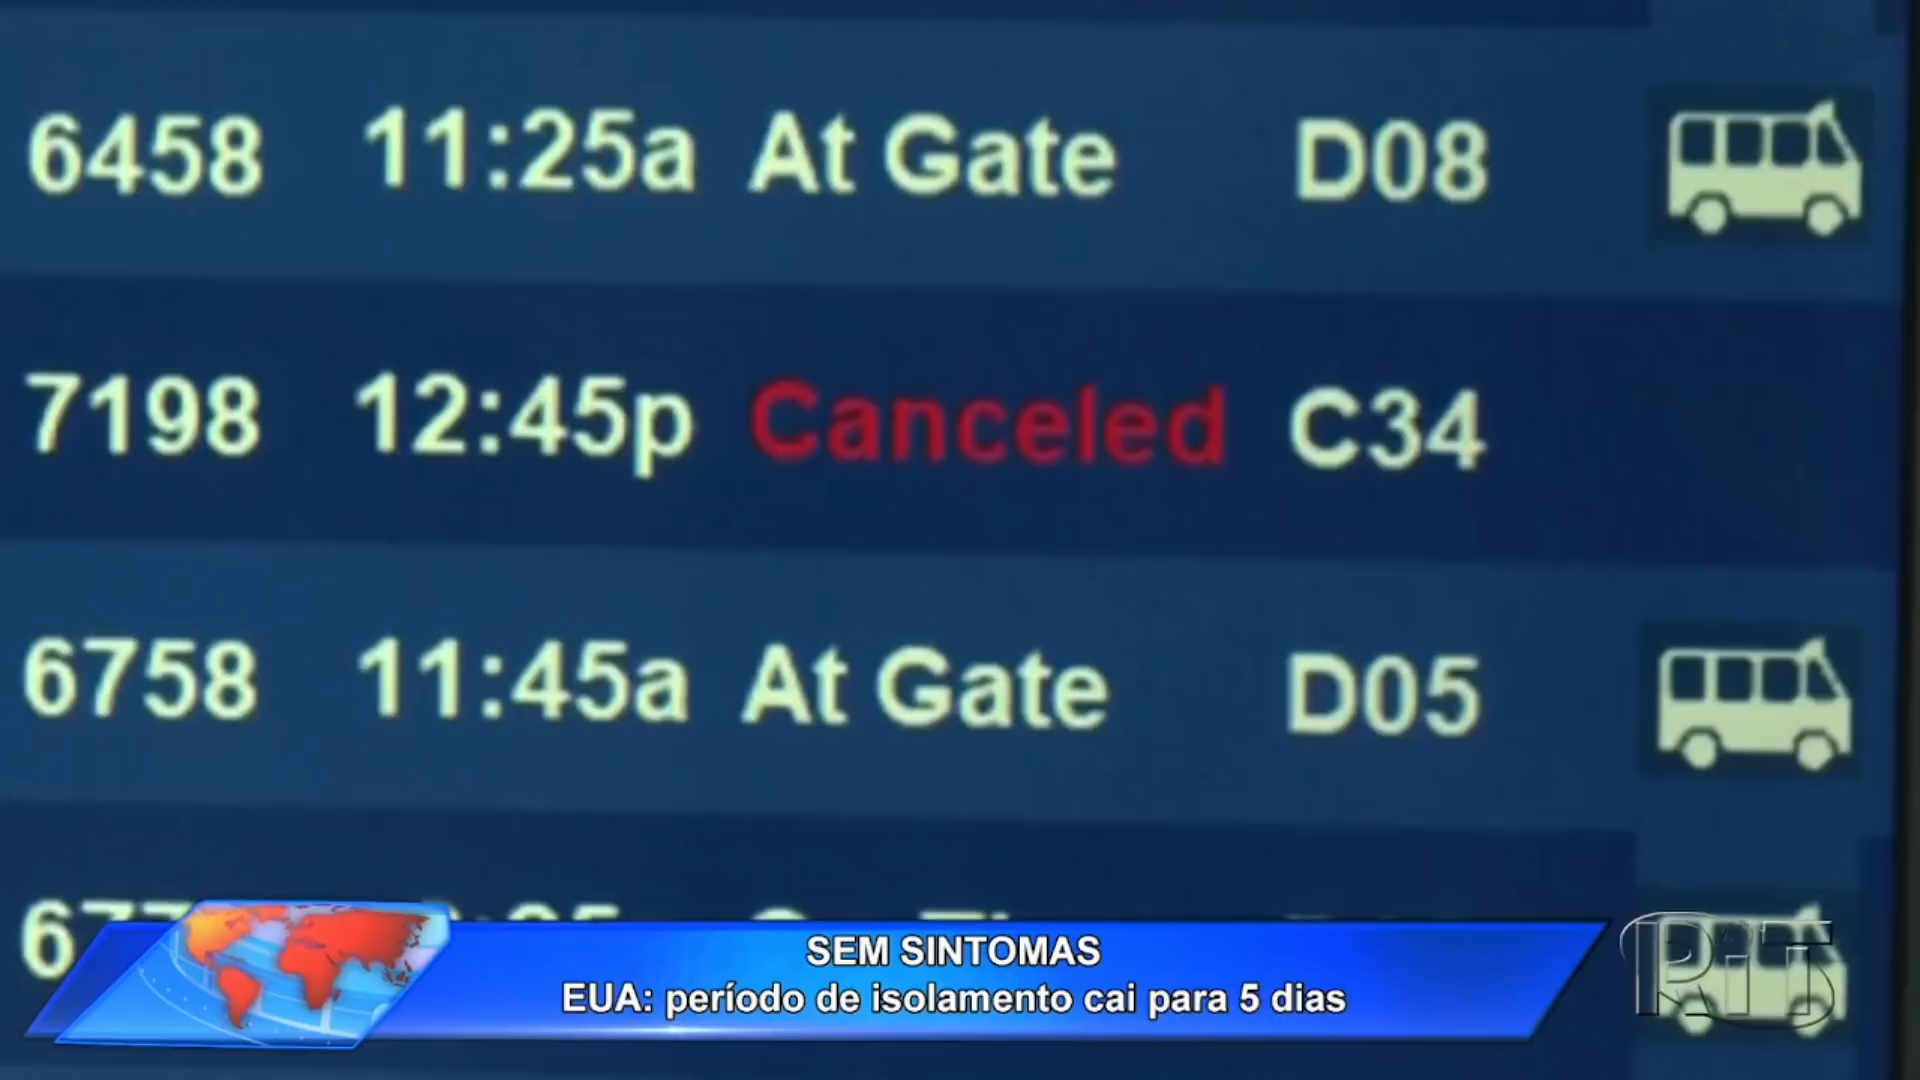 6458 11:25a At Gate D08
7198 12:45p Canceled C34
6758 11:45a At Gate D05
SEM SINTOMAS
EUA: período de isolamento cai para 5 dias
RIT